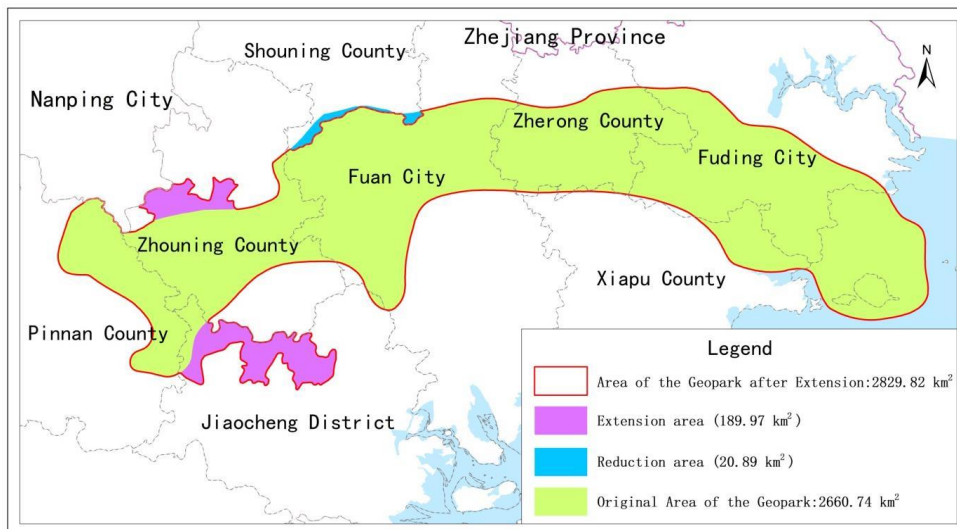 Shouning County
Zhejiang Province
N
Nanping City
Zherong County
Fuding City
Fuan City
Zhouning County
Xiapu County
Pinnan County
Jiaocheng District
Legend
Area of the Geopark after Extension:2829.82 km²
Extension area (189.97 km²)
Reduction area (20.89 km²)
Original Area of the Geopark:2660.74 km²